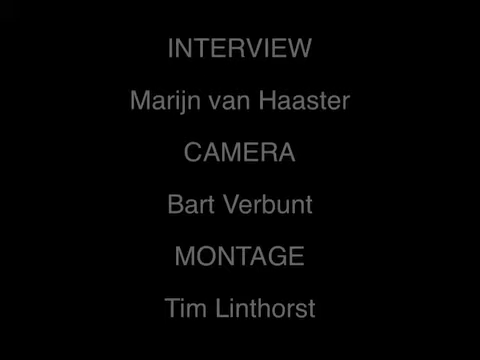 INTERVIEW
Marijn van Haaster
CAMERA
Bart Verbunt
MONTAGE
Tim Linthorst